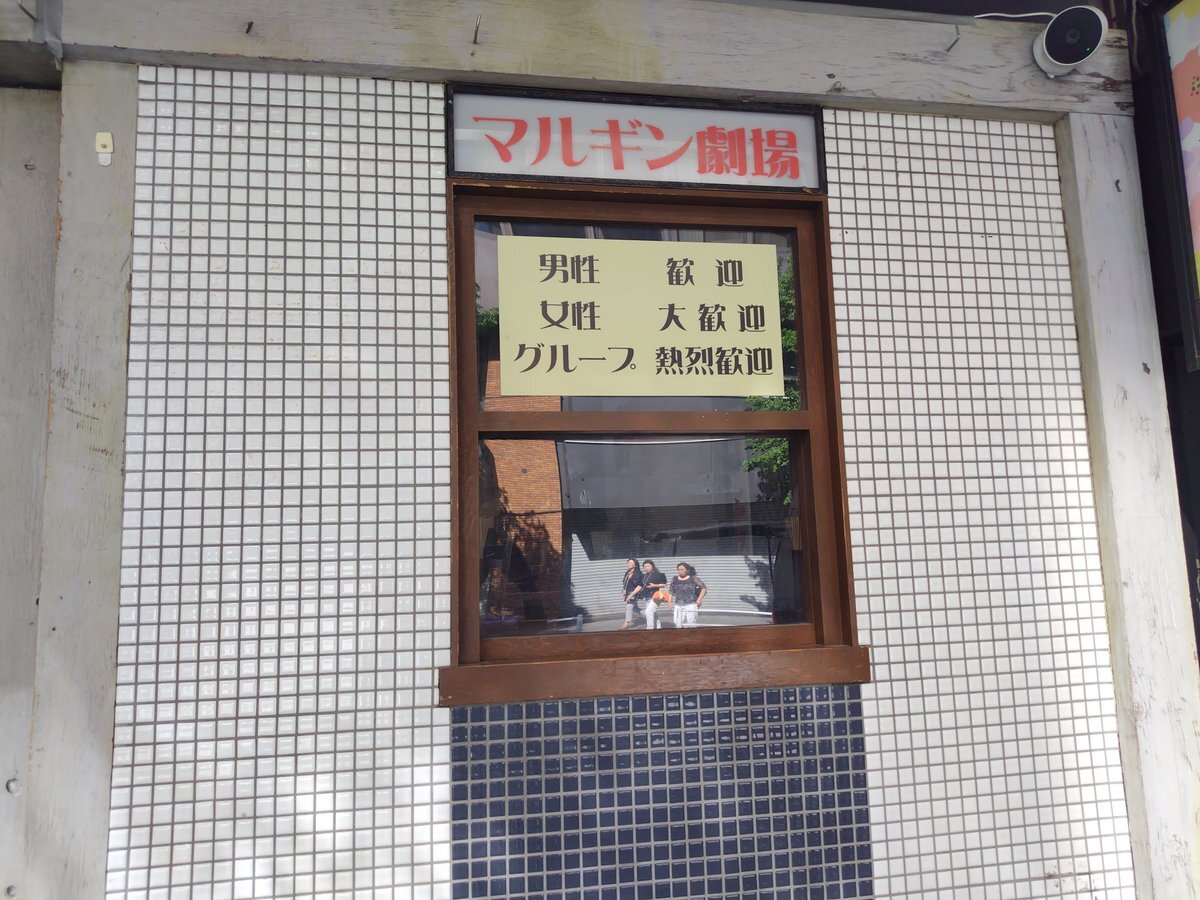 マルギン劇場
男性 歓迎
女性 大歓迎
グループ 熱烈歓迎